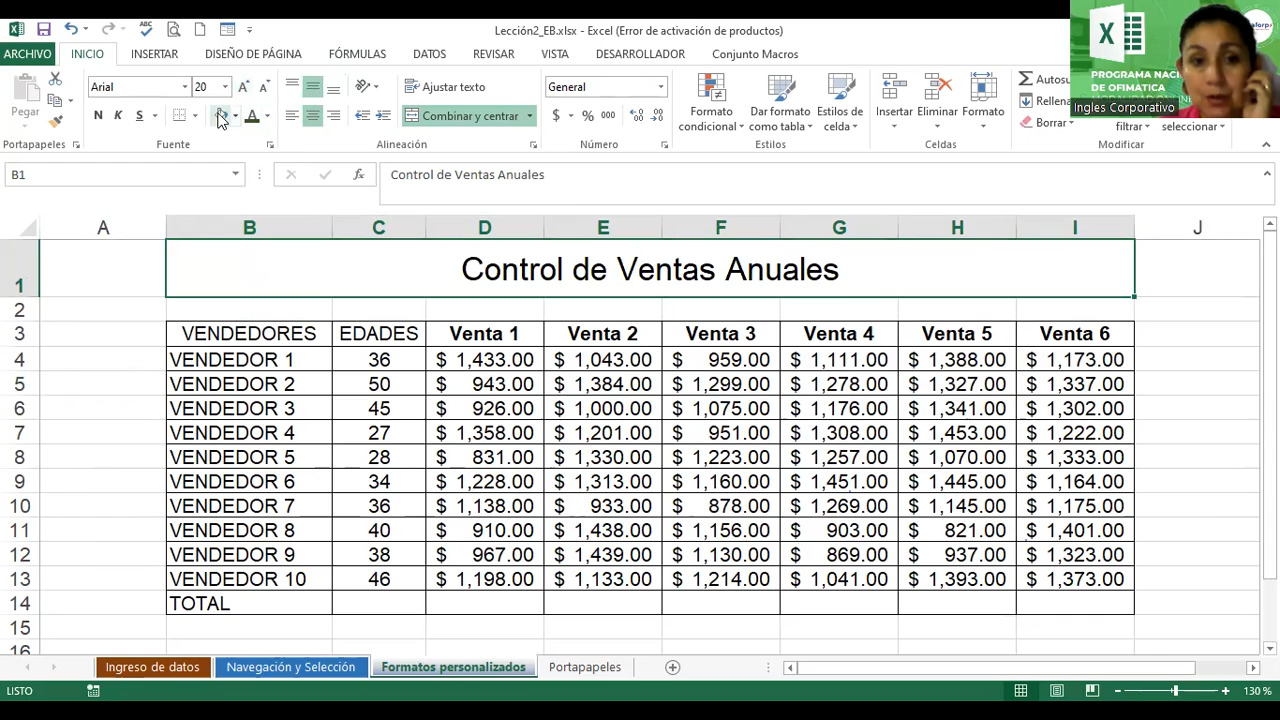 Lección2_EB.xlsx - Excel (Error de activación de productos)
ARCHIVO INICIO INSERTAR DISEÑO DE PÁGINA FÓRMULAS DATOS REVISAR VISTA DESARROLLADOR Conjunto Macros
PROGRAMA NAC
DE OFIMATICA
Ingles Corporativo
Pegar
Arial 20
N K S
Ajustar texto
Combinar y centrar
General
$ % 000
Formato condicional
Dar formato como tabla
Estilos de celda
Insertar Eliminar Formato
Autosu
Rellena
Borrar
filtrar seleccionar
Portapapeles Fuente Alineación Número Estilos Celdas Modificar
B1 fx Control de Ventas Anuales
A B C D E F G H I J
1 Control de Ventas Anuales
2
3 VENDEDORES EDADES Venta 1 Venta 2 Venta 3 Venta 4 Venta 5 Venta 6
4 VENDEDOR 1 36 $ 1,433.00 $ 1,043.00 $ 959.00 $ 1,111.00 $ 1,388.00 $ 1,173.00
5 VENDEDOR 2 50 $ 943.00 $ 1,384.00 $ 1,299.00 $ 1,278.00 $ 1,327.00 $ 1,337.00
6 VENDEDOR 3 45 $ 926.00 $ 1,000.00 $ 1,075.00 $ 1,176.00 $ 1,341.00 $ 1,302.00
7 VENDEDOR 4 27 $ 1,358.00 $ 1,201.00 $ 951.00 $ 1,308.00 $ 1,453.00 $ 1,222.00
8 VENDEDOR 5 28 $ 831.00 $ 1,330.00 $ 1,223.00 $ 1,257.00 $ 1,070.00 $ 1,333.00
9 VENDEDOR 6 34 $ 1,228.00 $ 1,313.00 $ 1,160.00 $ 1,451.00 $ 1,445.00 $ 1,164.00
10 VENDEDOR 7 36 $ 1,138.00 $ 933.00 $ 878.00 $ 1,269.00 $ 1,145.00 $ 1,175.00
11 VENDEDOR 8 40 $ 910.00 $ 1,438.00 $ 1,156.00 $ 903.00 $ 821.00 $ 1,401.00
12 VENDEDOR 9 38 $ 967.00 $ 1,439.00 $ 1,130.00 $ 869.00 $ 937.00 $ 1,323.00
13 VENDEDOR 10 46 $ 1,198.00 $ 1,133.00 $ 1,214.00 $ 1,041.00 $ 1,393.00 $ 1,373.00
14 TOTAL
15
16
Ingreso de datos Navegación y Selección Formatos personalizados Portapapeles
LISTO 130 %